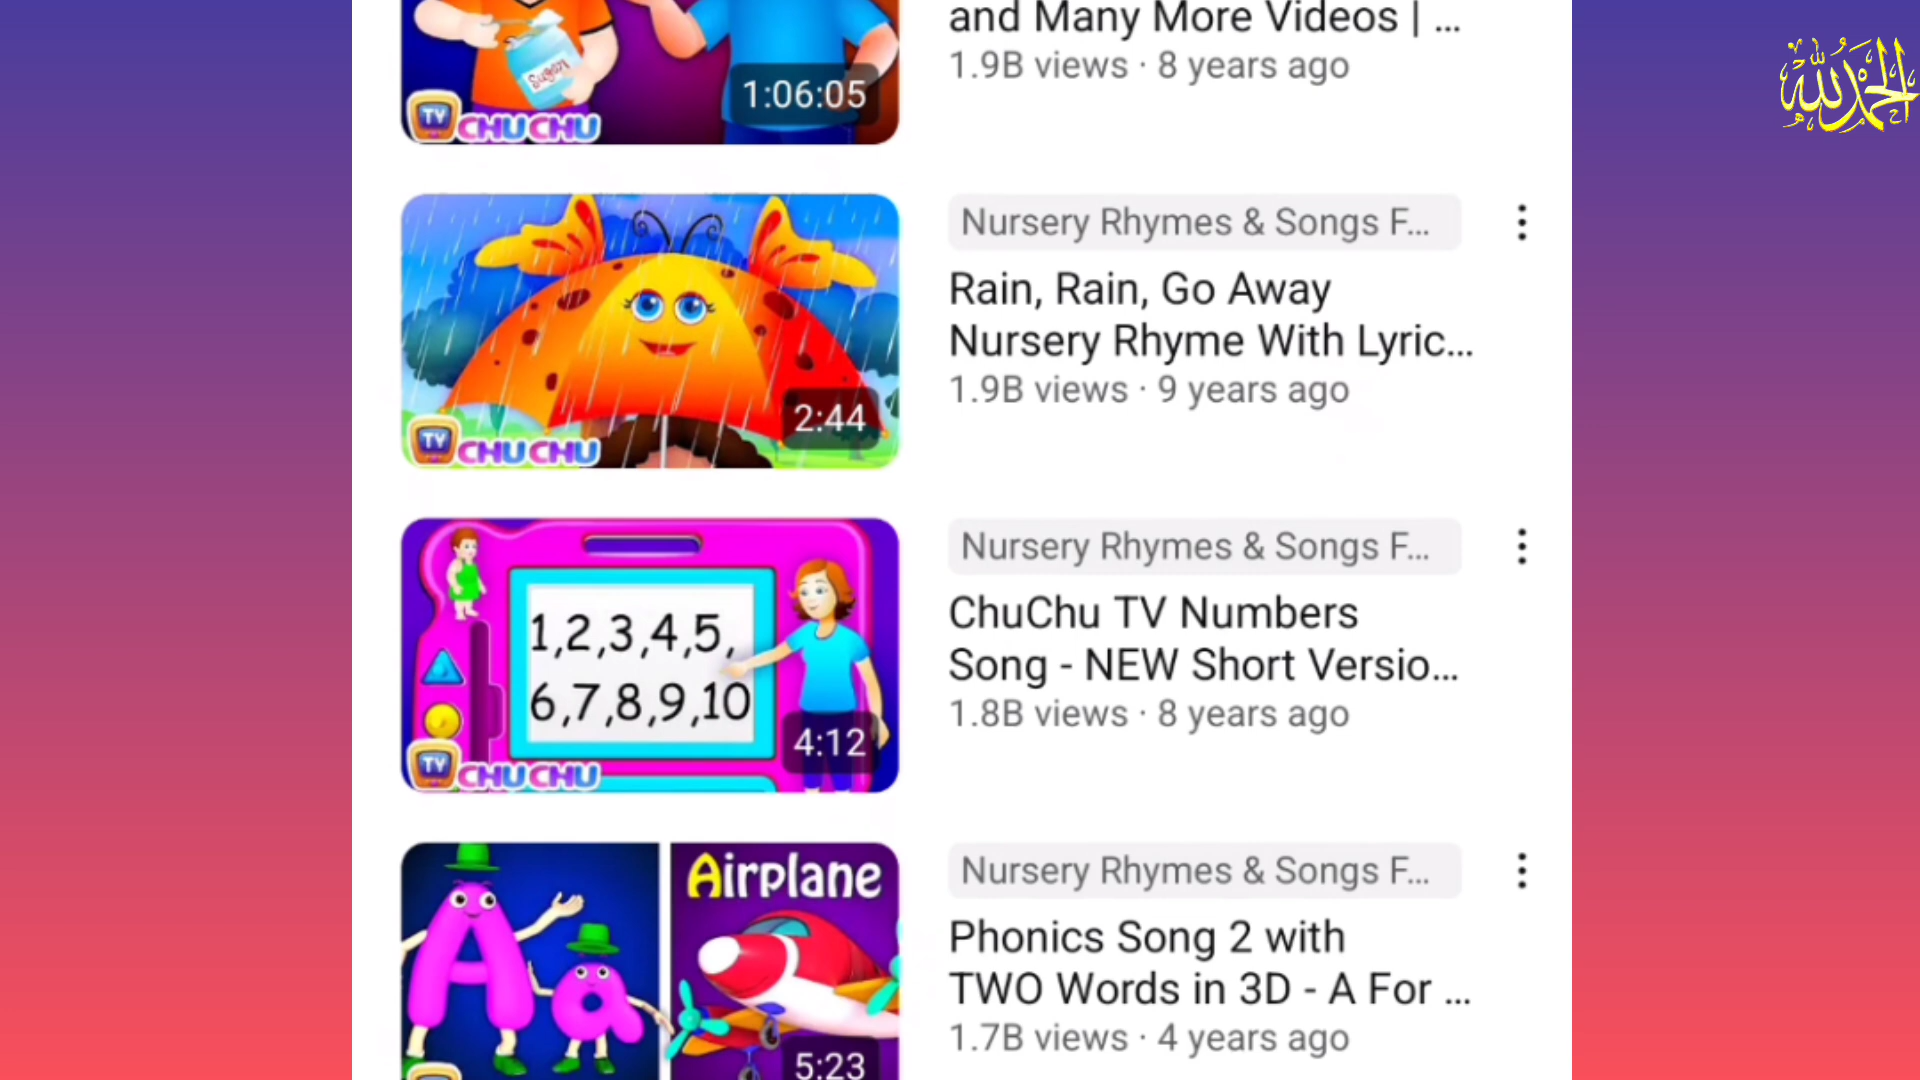 and Many More Videos | ...
1.9B views · 8 years ago
Sugar
1:06:05
TV CHUCHU
الحمد لله
Nursery Rhymes & Songs F...
Rain, Rain, Go Away
Nursery Rhyme With Lyric...
1.9B views · 9 years ago
2:44
TV CHUCHU
Nursery Rhymes & Songs F...
ChuChu TV Numbers
Song - NEW Short Versio...
1.8B views · 8 years ago
1,2,3,4,5,
6,7,8,9,10
4:12
TV CHUCHU
Nursery Rhymes & Songs F...
Phonics Song 2 with
TWO Words in 3D - A For ...
1.7B views · 4 years ago
A a
Airplane
5:23